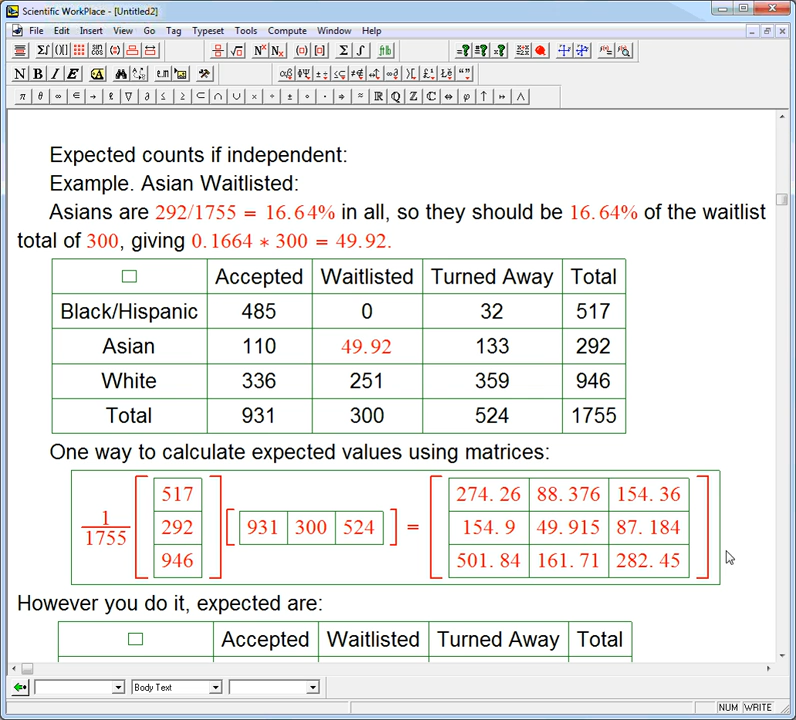 Scientific WorkPlace - [Untitled2]
File Edit Insert View Go Tag Typeset Tools Compute Window Help
Expected counts if independent:
Example. Asian Waitlisted:
Asians are 292/1755 = 16.64% in all, so they should be 16.64% of the waitlist
total of 300, giving 0.1664 * 300 = 49.92.
Accepted Waitlisted Turned Away Total
Black/Hispanic 485 0 32 517
Asian 110 49.92 133 292
White 336 251 359 946
Total 931 300 524 1755
One way to calculate expected values using matrices:
517 274.26 88.376 154.36
1/1755 292 931 300 524 = 154.9 49.915 87.184
946 501.84 161.71 282.45
However you do it, expected are:
Accepted Waitlisted Turned Away Total
Body Text
NUM WRITE